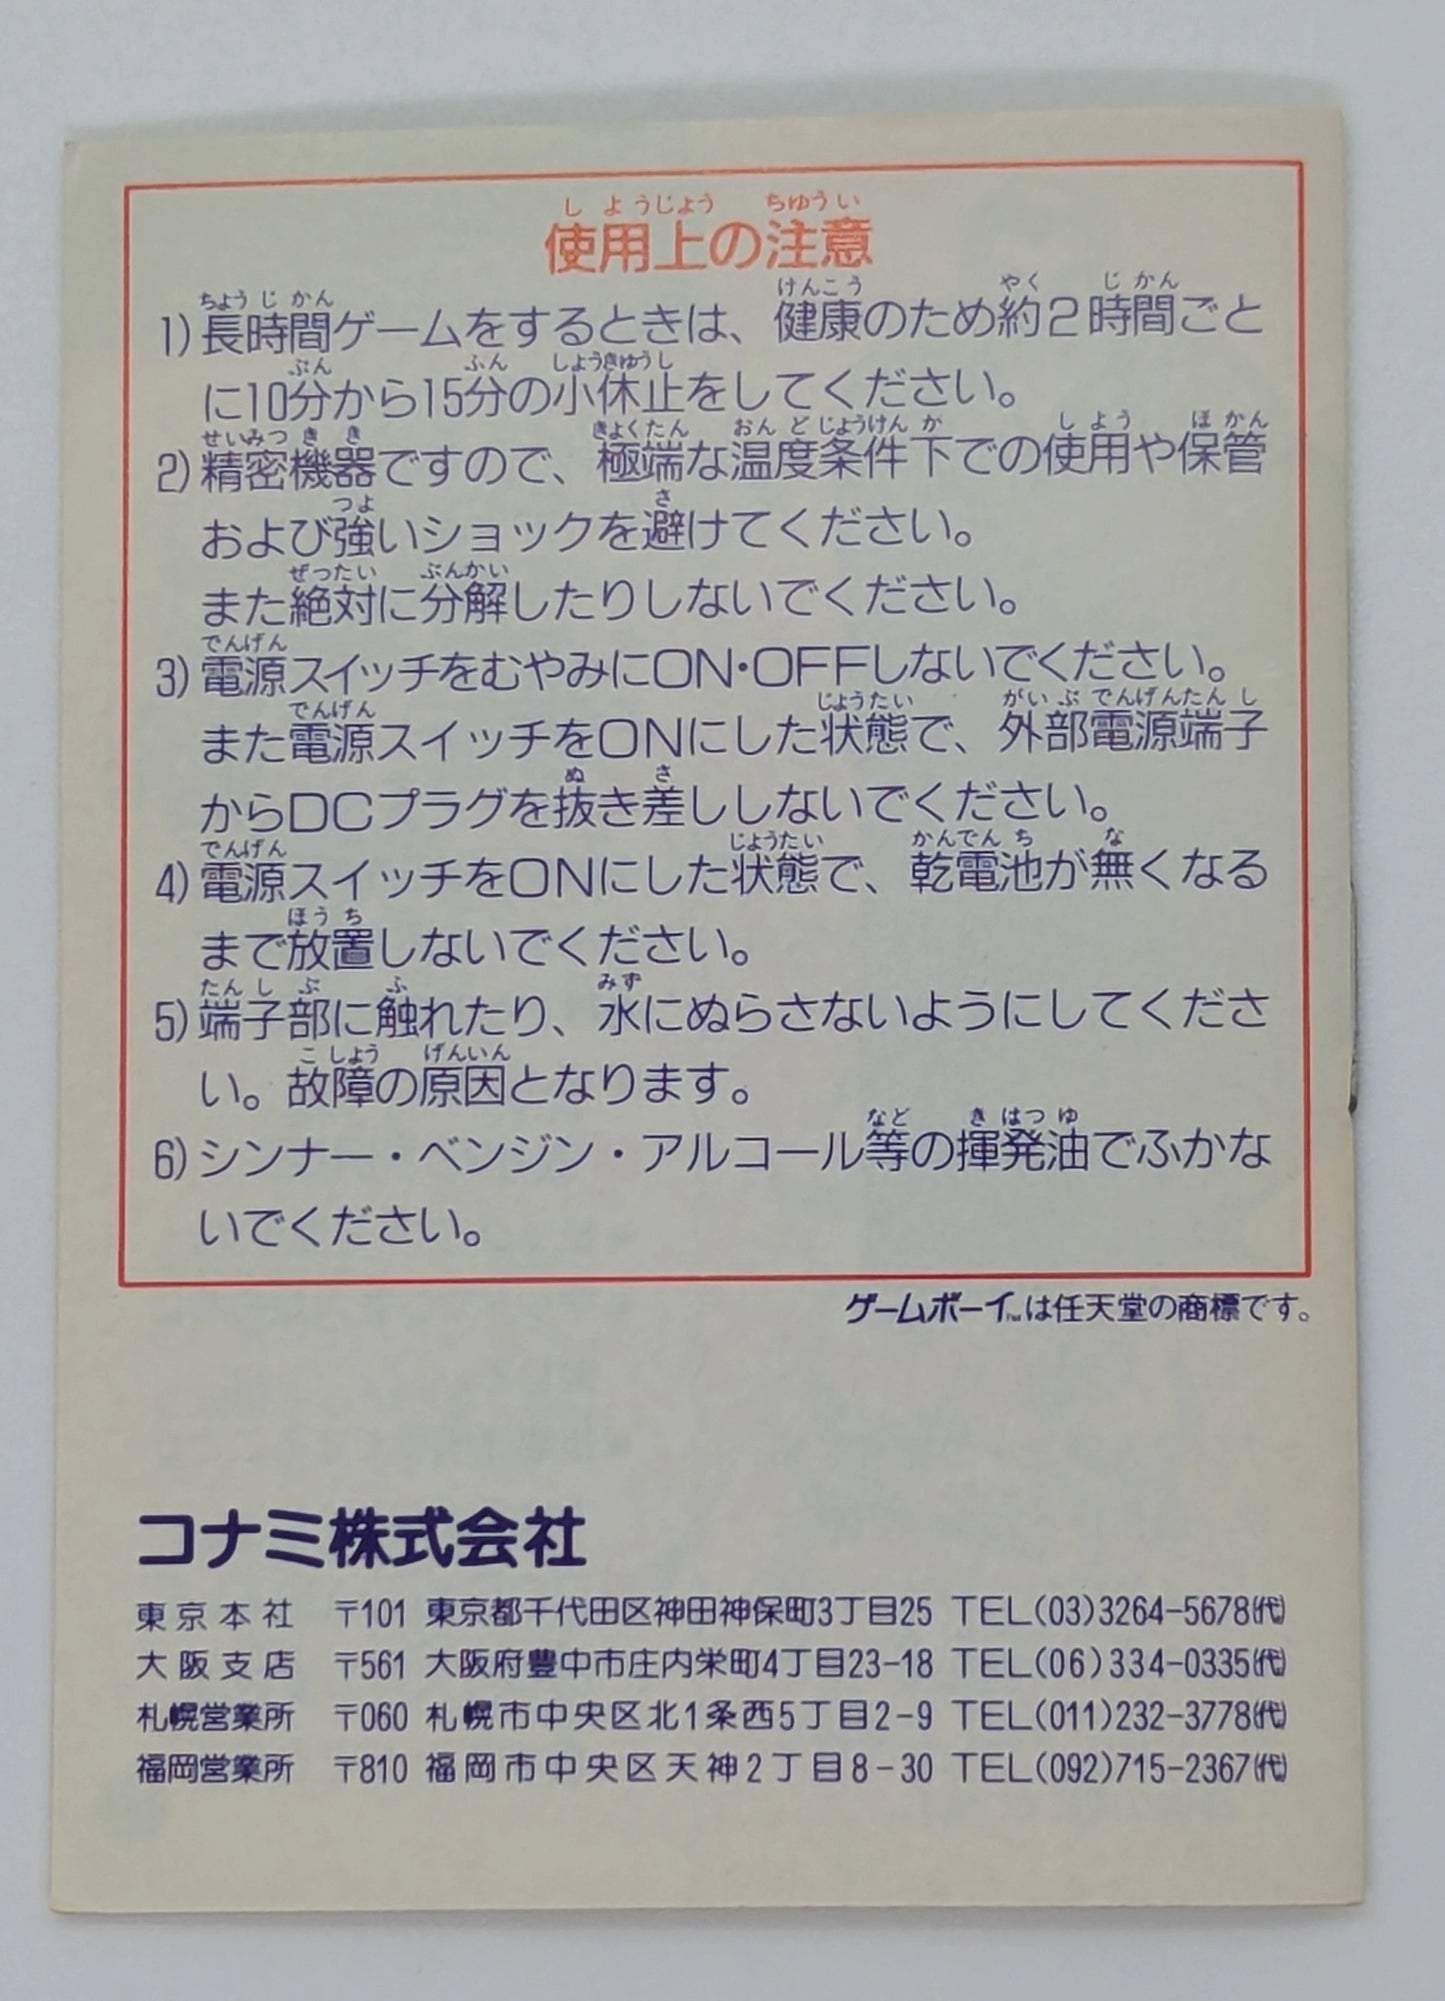 使用上の注意
1)長時間ゲームをするときは、健康のため約2時間ごと
に10分から15分の小休止をしてください。
2)精密機器ですので、極端な温度条件下での使用や保管
および強いショックを避けてください。
また絶対に分解したりしないでください。
3)電源スイッチをむやみにON・OFFしないでください。
また電源スイッチをONにした状態で、外部電源端子
からDCプラグを抜き差ししないでください。
4)電源スイッチをONにした状態で、乾電池が無くなる
まで放置しないでください。
5)端子部に触れたり、水にぬらさないようにしてくださ
い。故障の原因となります。
6)シンナー・ベンジン・アルコール等の揮発油でふかな
いでください。
ゲームボーイ™は任天堂の商標です。
コナミ株式会社
東京本社 〒101 東京都千代田区神田神保町3丁目25 TEL(03)3264-5678(代)
大阪支店 〒561 大阪府豊中市庄内栄町4丁目23-18 TEL(06)334-0335(代)
札幌営業所 〒060 札幌市中央区北1条西5丁目2-9 TEL(011)232-3778(代)
福岡営業所 〒810 福岡市中央区天神2丁目8-30 TEL(092)715-2367(代)